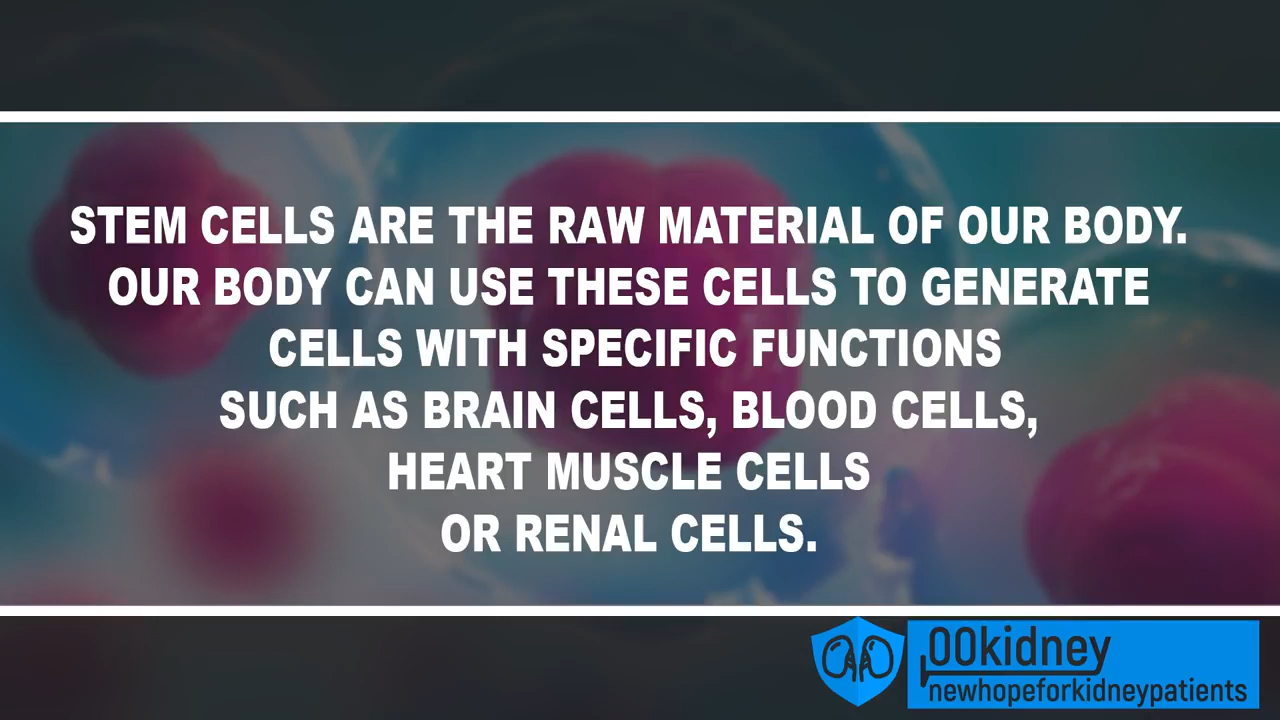 STEM CELLS ARE THE RAW MATERIAL OF OUR BODY.
OUR BODY CAN USE THESE CELLS TO GENERATE
CELLS WITH SPECIFIC FUNCTIONS
SUCH AS BRAIN CELLS, BLOOD CELLS,
HEART MUSCLE CELLS
OR RENAL CELLS.
00kidney
newhopeforkidneypatients